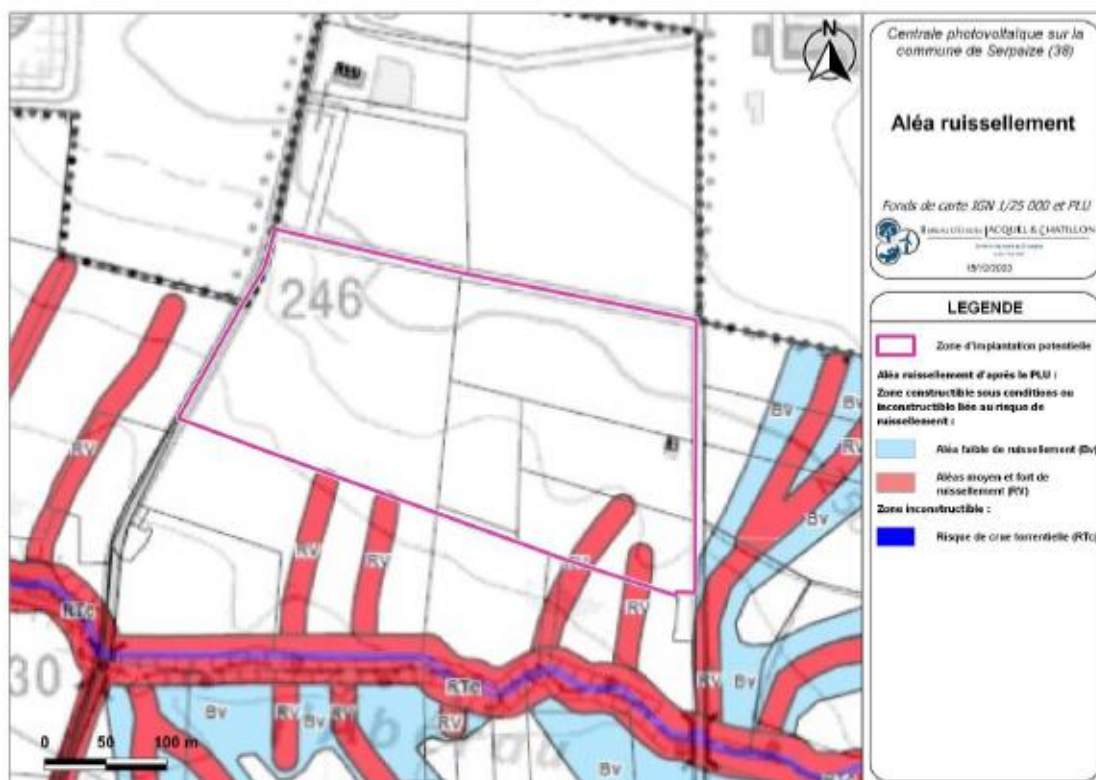 Centrale photovoltaïque sur la
commune de Serpaize (38)
Aléa ruissellement
Fonds de carte IGN 1/25 000 et PLU
BUREAU D'ETUDES JACQUEL & CHATILLON
LEGENDE
Zone d'implantation potentielle
Aléa ruissellement d'après le PLU :
Zone constructible sous conditions ou
inconstructible liée au risque de
ruissellement :
Aléa faible de ruissellement (Bv)
Aléas moyen et fort de
ruissellement (RV)
Zone inconstructible :
Risque de crue torrentielle (RTc)
N
246
Bv
Bv
RV
RV
Bv
RV
RV
RV
RTc
30
RTc
RV
Bv
Bv
RV
Bv
RV
RV
Bv
0 50 100 m